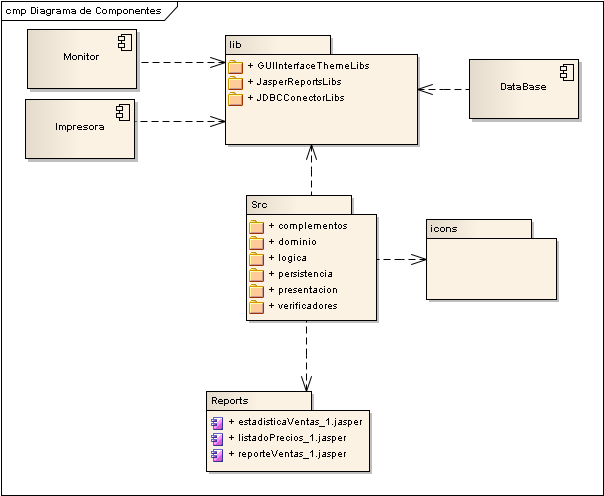 cmp Diagrama de Componentes
Monitor
Impresora
lib
+ GUIInterfaceThemeLibs
+ JasperReportsLibs
+ JDBCConectorLibs
DataBase
Src
+ complementos
+ dominio
+ logica
+ persistencia
+ presentacion
+ verificadores
icons
Reports
+ estadisticaVentas_1.jasper
+ listadoPrecios_1.jasper
+ reporteVentas_1.jasper